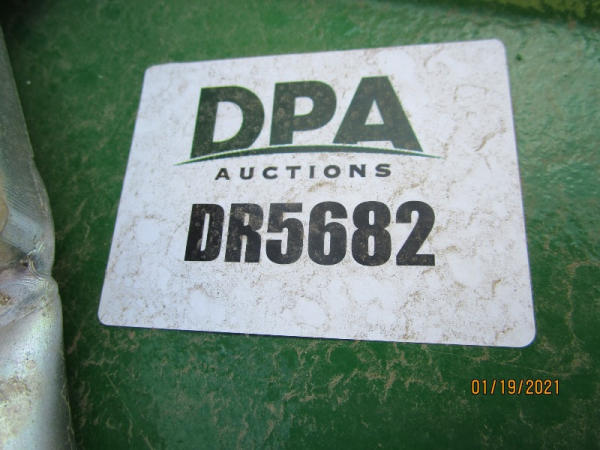 DPA
AUCTIONS
DR5682
01/19/2021